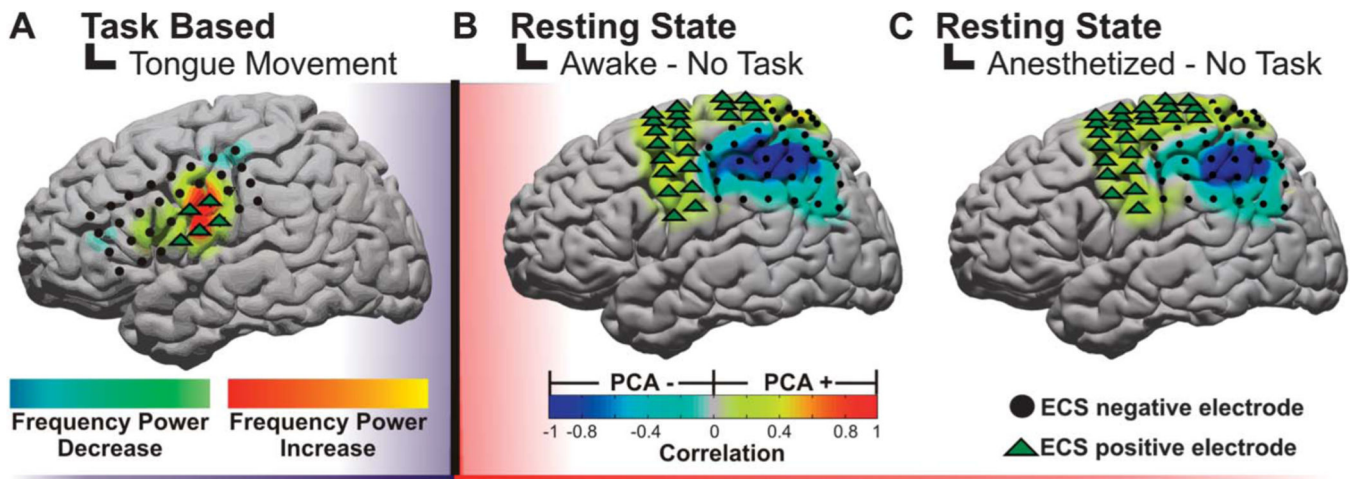 A Task Based
Tongue Movement
B Resting State
Awake - No Task
C Resting State
Anesthetized - No Task
Frequency Power
Decrease
Frequency Power
Increase
PCA - PCA +
-1 -0.8 -0.4 0 0.4 0.8 1
Correlation
ECS negative electrode
ECS positive electrode